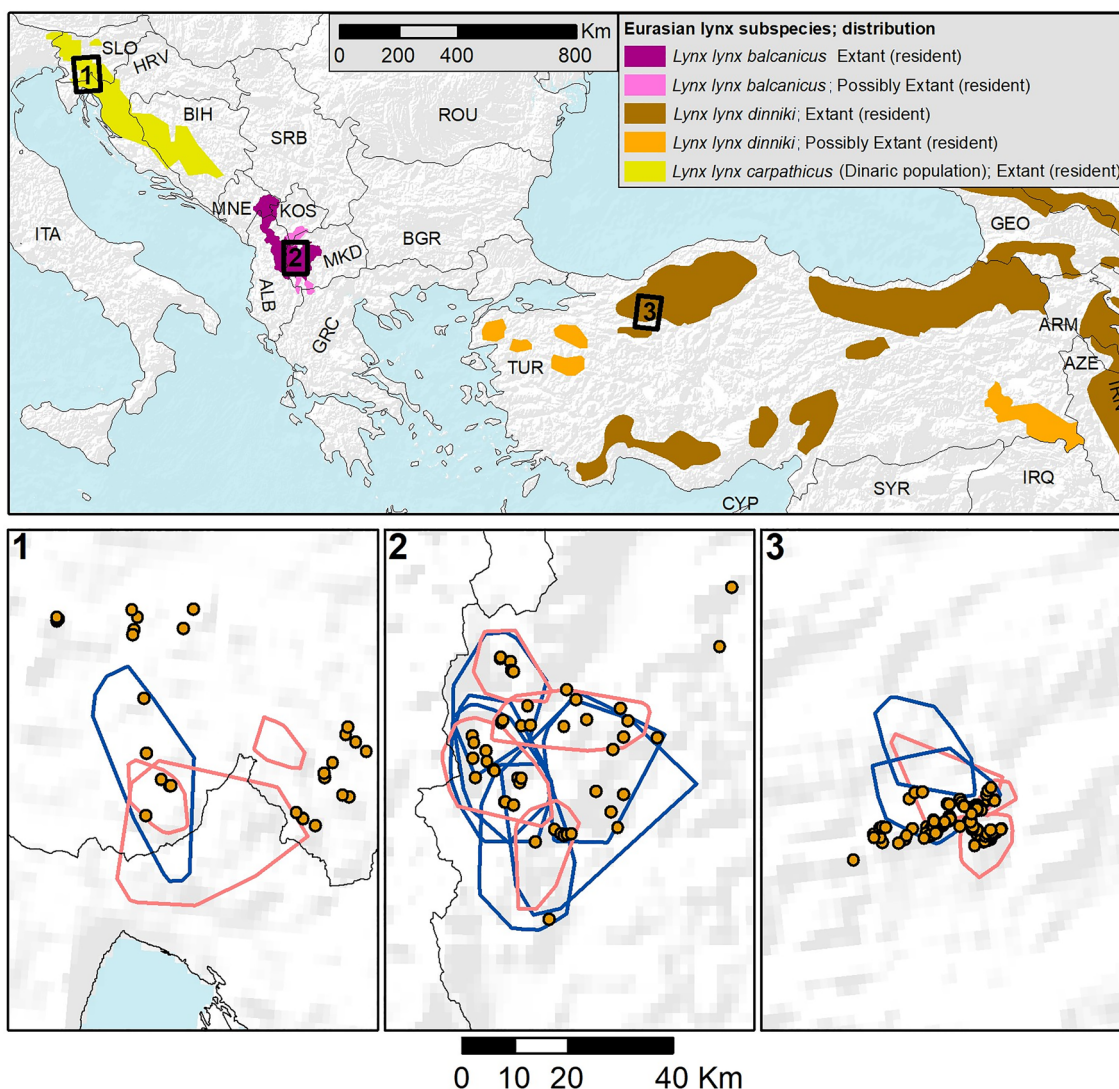 Km
0 200 400 800
Eurasian lynx subspecies; distribution
Lynx lynx balcanicus Extant (resident)
Lynx lynx balcanicus; Possibly Extant (resident)
Lynx lynx dinniki; Extant (resident)
Lynx lynx dinniki; Possibly Extant (resident)
Lynx lynx carpathicus (Dinaric population); Extant (resident)
SLO
HRV
1
BIH
SRB
ROU
MNE
KOS
ITA
BGR
GEO
2
MKD
ALB
GRC
3
TUR
ARM
AZE
IRQ
SYR
CYP
1
2
3
0 10 20 40 Km